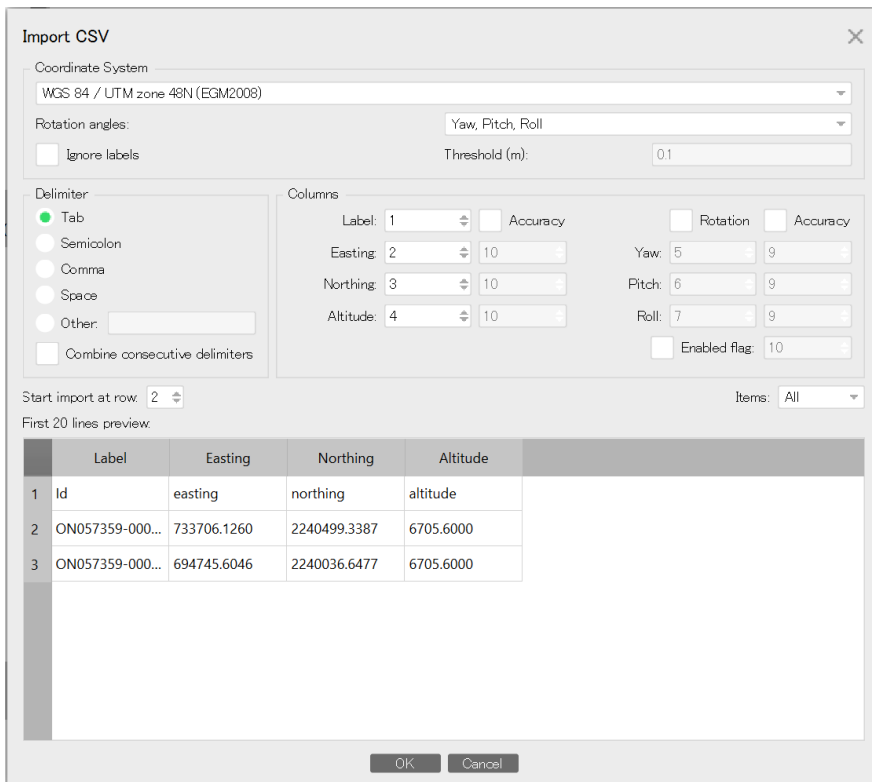 Import CSV
Coordinate System
WGS 84 / UTM zone 48N (EGM2008)
Rotation angles: Yaw, Pitch, Roll
Ignore labels Threshold (m): 0.1
Delimiter
Tab
Semicolon
Comma
Space
Other:
Combine consecutive delimiters
Columns
Label: 1 Accuracy Rotation Accuracy
Easting: 2 10 Yaw: 5 9
Northing: 3 10 Pitch: 6 9
Altitude: 4 10 Roll: 7 9
Enabled flag: 10
Start import at row: 2 Items: All
First 20 lines preview:
Label Easting Northing Altitude
1 Id easting northing altitude
2 ON057359-000... 733706.1260 2240499.3387 6705.6000
3 ON057359-000... 694745.6046 2240036.6477 6705.6000
OK Cancel